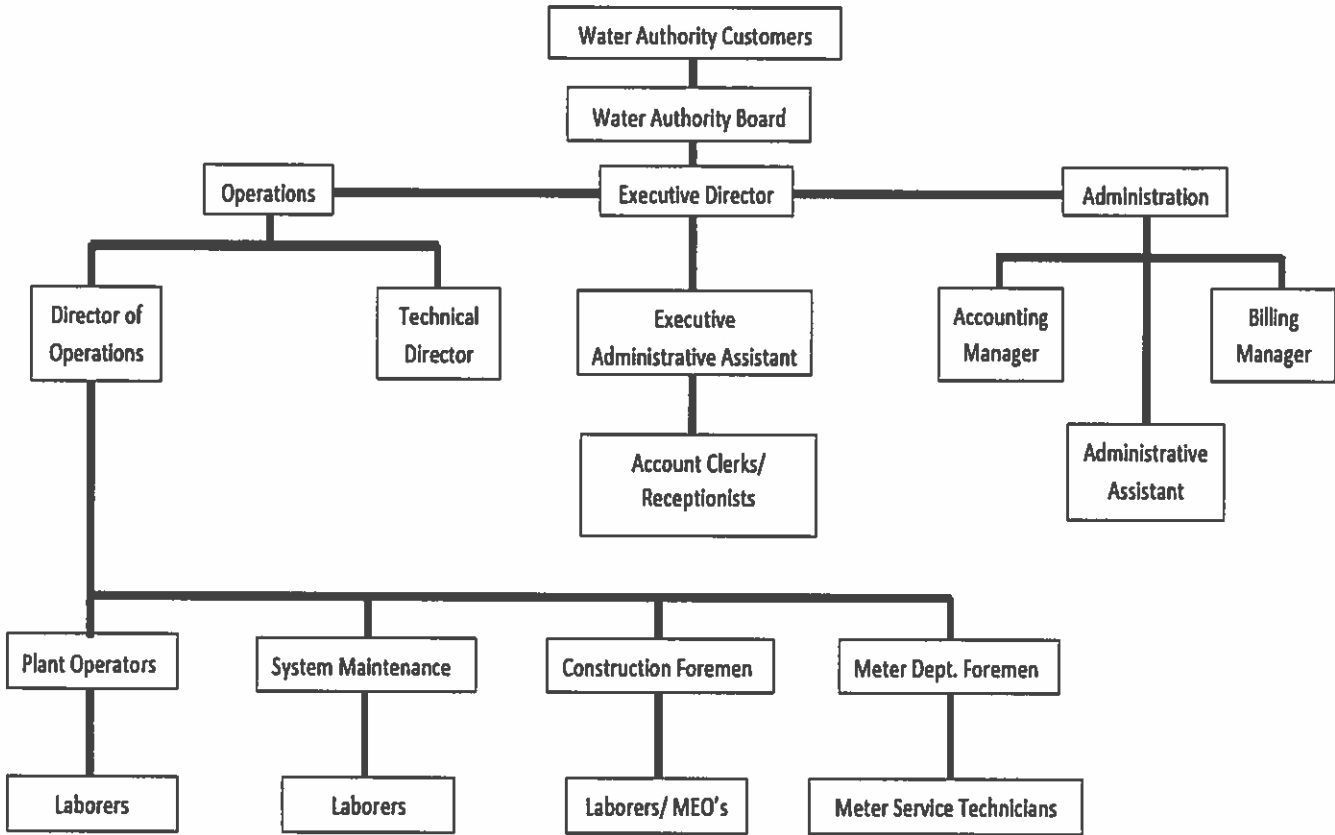 Water Authority Customers
Water Authority Board
Operations
Executive Director
Administration
Director of
Operations
Technical
Director
Executive
Administrative Assistant
Accounting
Manager
Billing
Manager
Account Clerks/
Receptionists
Administrative
Assistant
Plant Operators
System Maintenance
Construction Foremen
Meter Dept. Foremen
Laborers
Laborers
Laborers/ MEO's
Meter Service Technicians